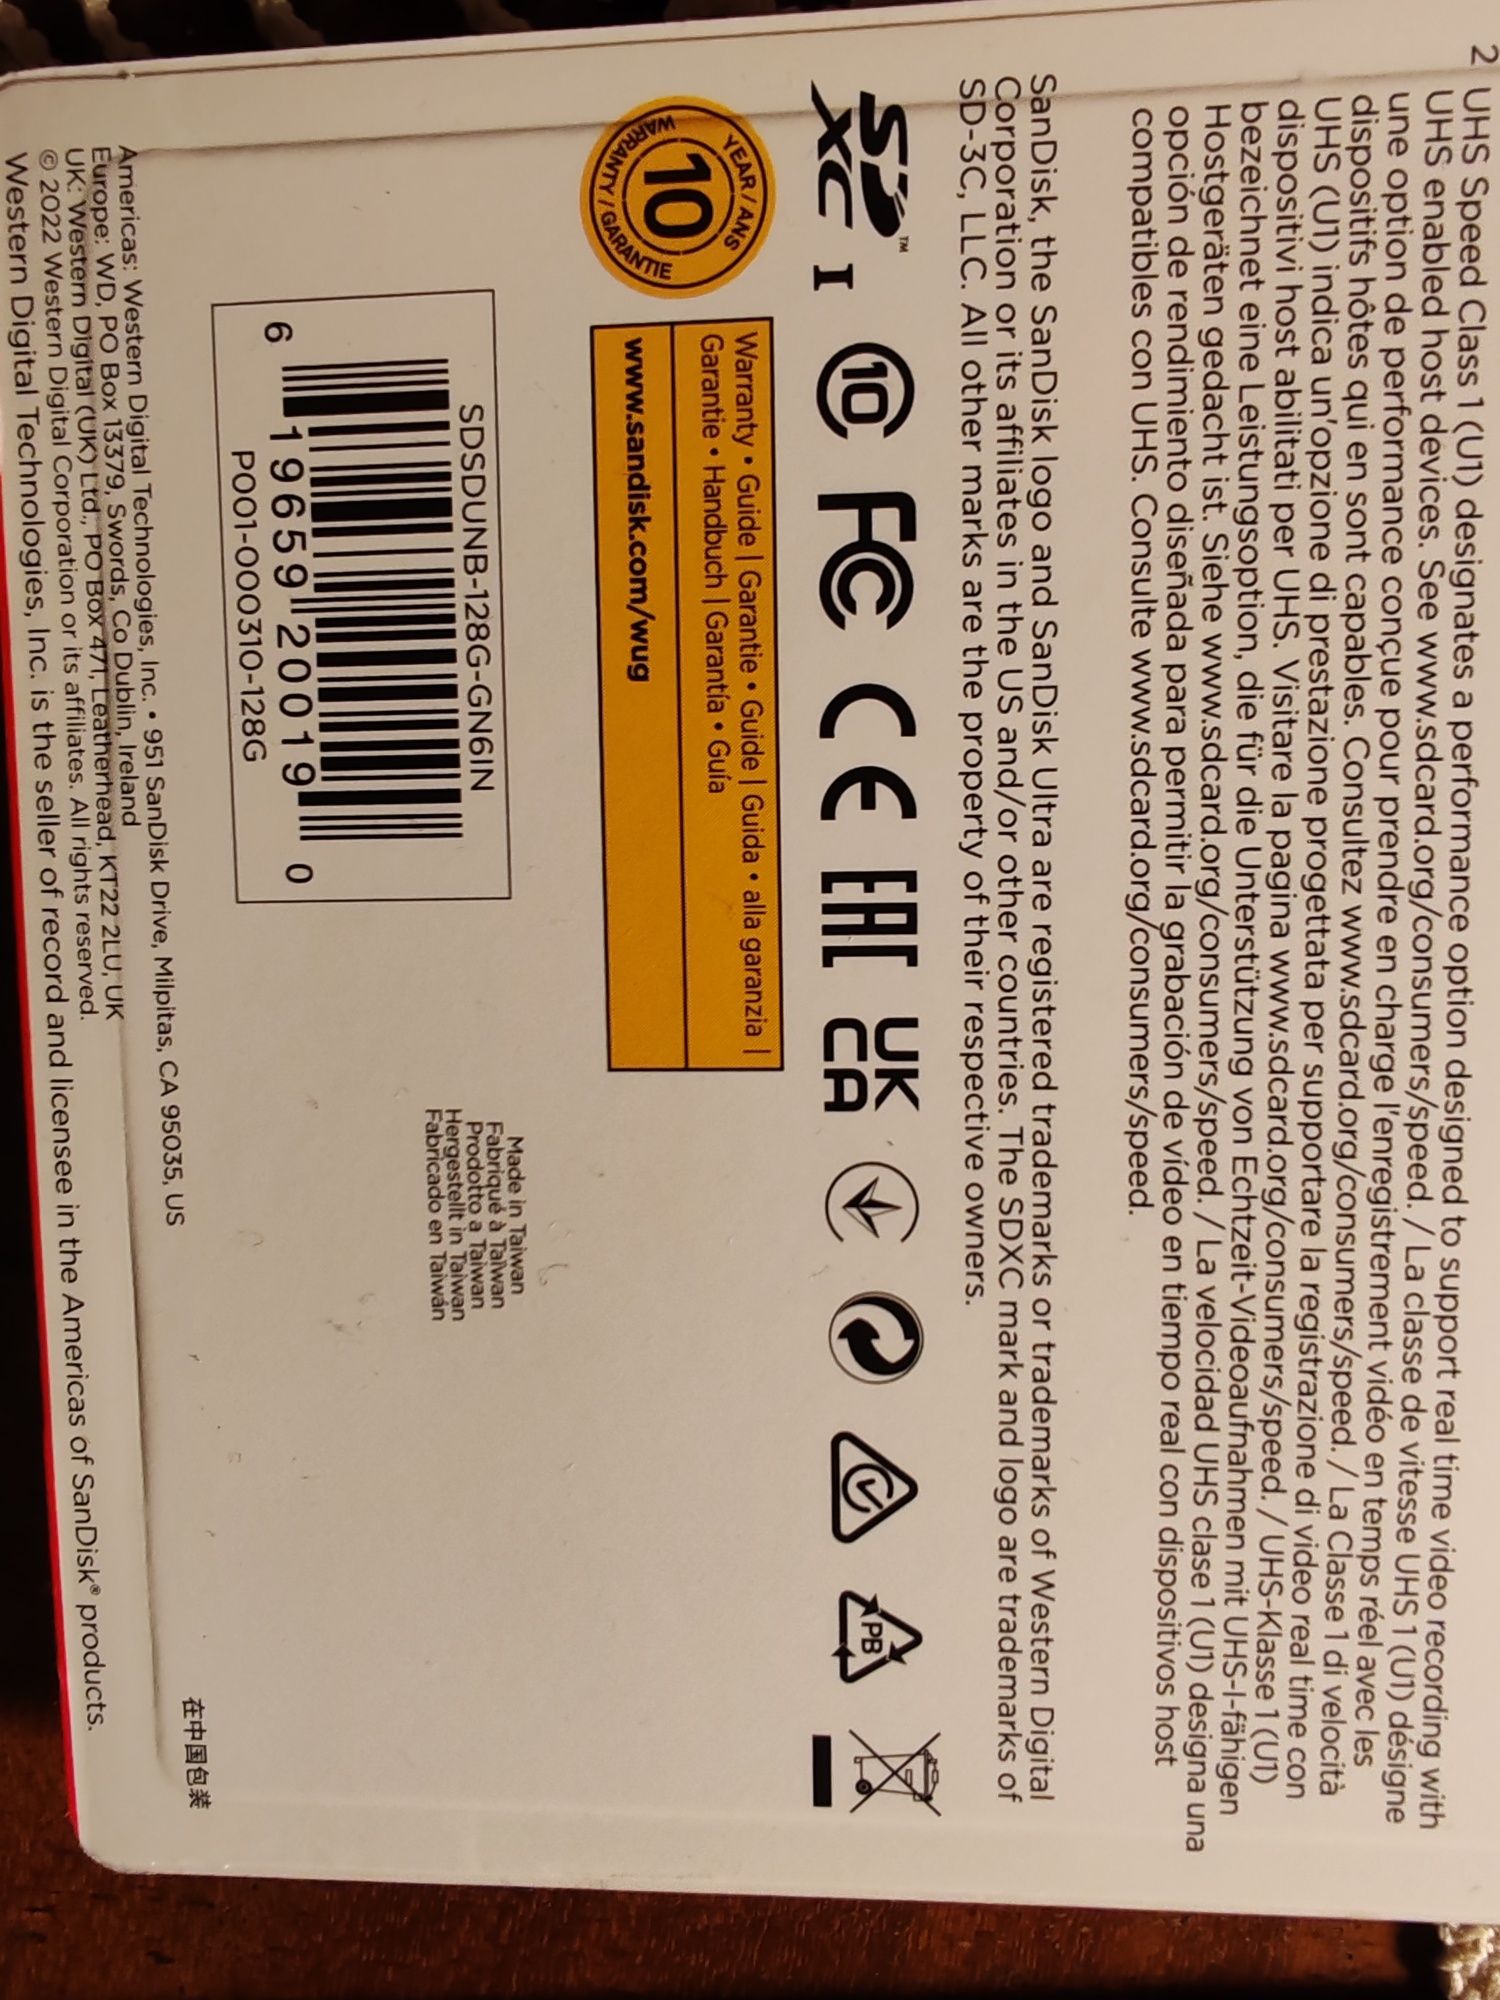 2 UHS Speed Class 1 (U1) designates a performance option designed to support real time video recording with
UHS enabled host devices. See www.sdcard.org/consumers/speed. / La classe de vitesse UHS 1 (U1) désigne
une option de performance conçue pour prendre en charge l'enregistrement vidéo en temps réel avec les
dispositifs hôtes qui en sont capables. Consultez www.sdcard.org/consumers/speed. / La Classe 1 di velocità
UHS (U1) indica un'opzione di prestazione progettata per supportare la registrazione di video real time con
dispositivi host abilitati per UHS. Visitare la pagina www.sdcard.org/consumers/speed. / UHS-Klasse 1 (U1)
bezeichnet eine Leistungsoption, die für die Unterstützung von Echtzeit-Videoaufnahmen mit UHS-I-fähigen
Hostgeräten gedacht ist. Siehe www.sdcard.org/consumers/speed. / La velocidad UHS clase 1 (U1) designa una
opción de rendimiento diseñada para permitir la grabación de vídeo en tiempo real con dispositivos host
compatibles con UHS. Consulte www.sdcard.org/consumers/speed.
SanDisk, the SanDisk logo and SanDisk Ultra are registered trademarks or trademarks of Western Digital
Corporation or its affiliates in the US and/or other countries. The SDXC mark and logo are trademarks of
SD-3C, LLC. All other marks are the property of their respective owners.
SD XC ™ I 10 FC CE EAC UK CA PB
YEAR / ANS
10
WARRANTY / GARANTIE
Warranty • Guide | Garantie • Guide | Guida • alla garanzia |
Garantie • Handbuch | Garantía • Guía
www.sandisk.com/wug
SDSDUNB-128G-GN6IN
6 19659 20019 0
P001-000310-128G
Made in Taiwan
Fabriqué à Taïwan
Prodotto a Taiwan
Hergestellt in Taiwan
Fabricado en Taiwán
Americas: Western Digital Technologies, Inc. • 951 SanDisk Drive, Milpitas, CA 95035, US
Europe: WD, PO Box 13379, Swords, Co Dublin, Ireland
UK: Western Digital (UK) Ltd., PO Box 471, Leatherhead, KT22 2LU, UK
© 2022 Western Digital Corporation or its affiliates. All rights reserved.
Western Digital Technologies, Inc. is the seller of record and licensee in the Americas of SanDisk® products.
在中国包装